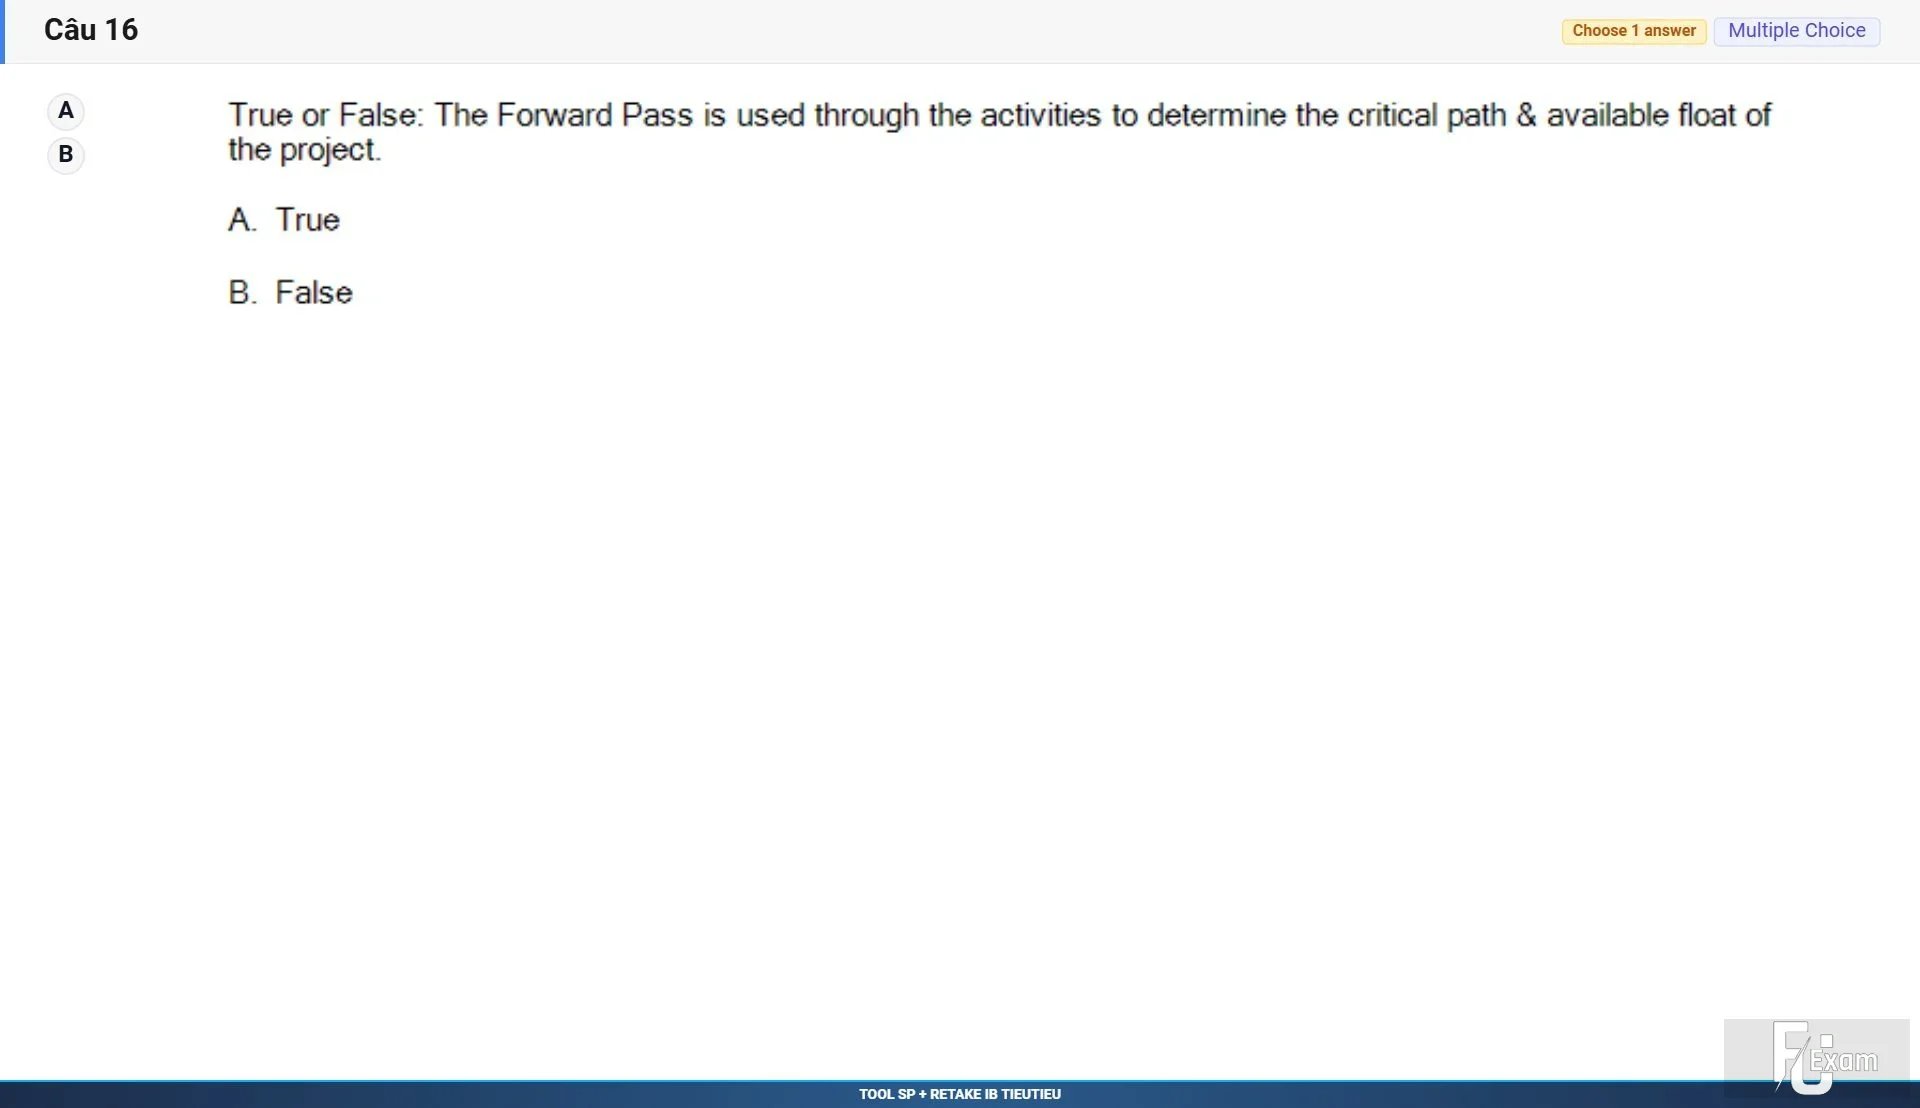 Câu 16
Choose 1 answer
Multiple Choice
A
B
True or False: The Forward Pass is used through the activities to determine the critical path & available float of
the project.
A. True
B. False
FU Exam
TOOL SP + RETAKE IB TIEUTIEU